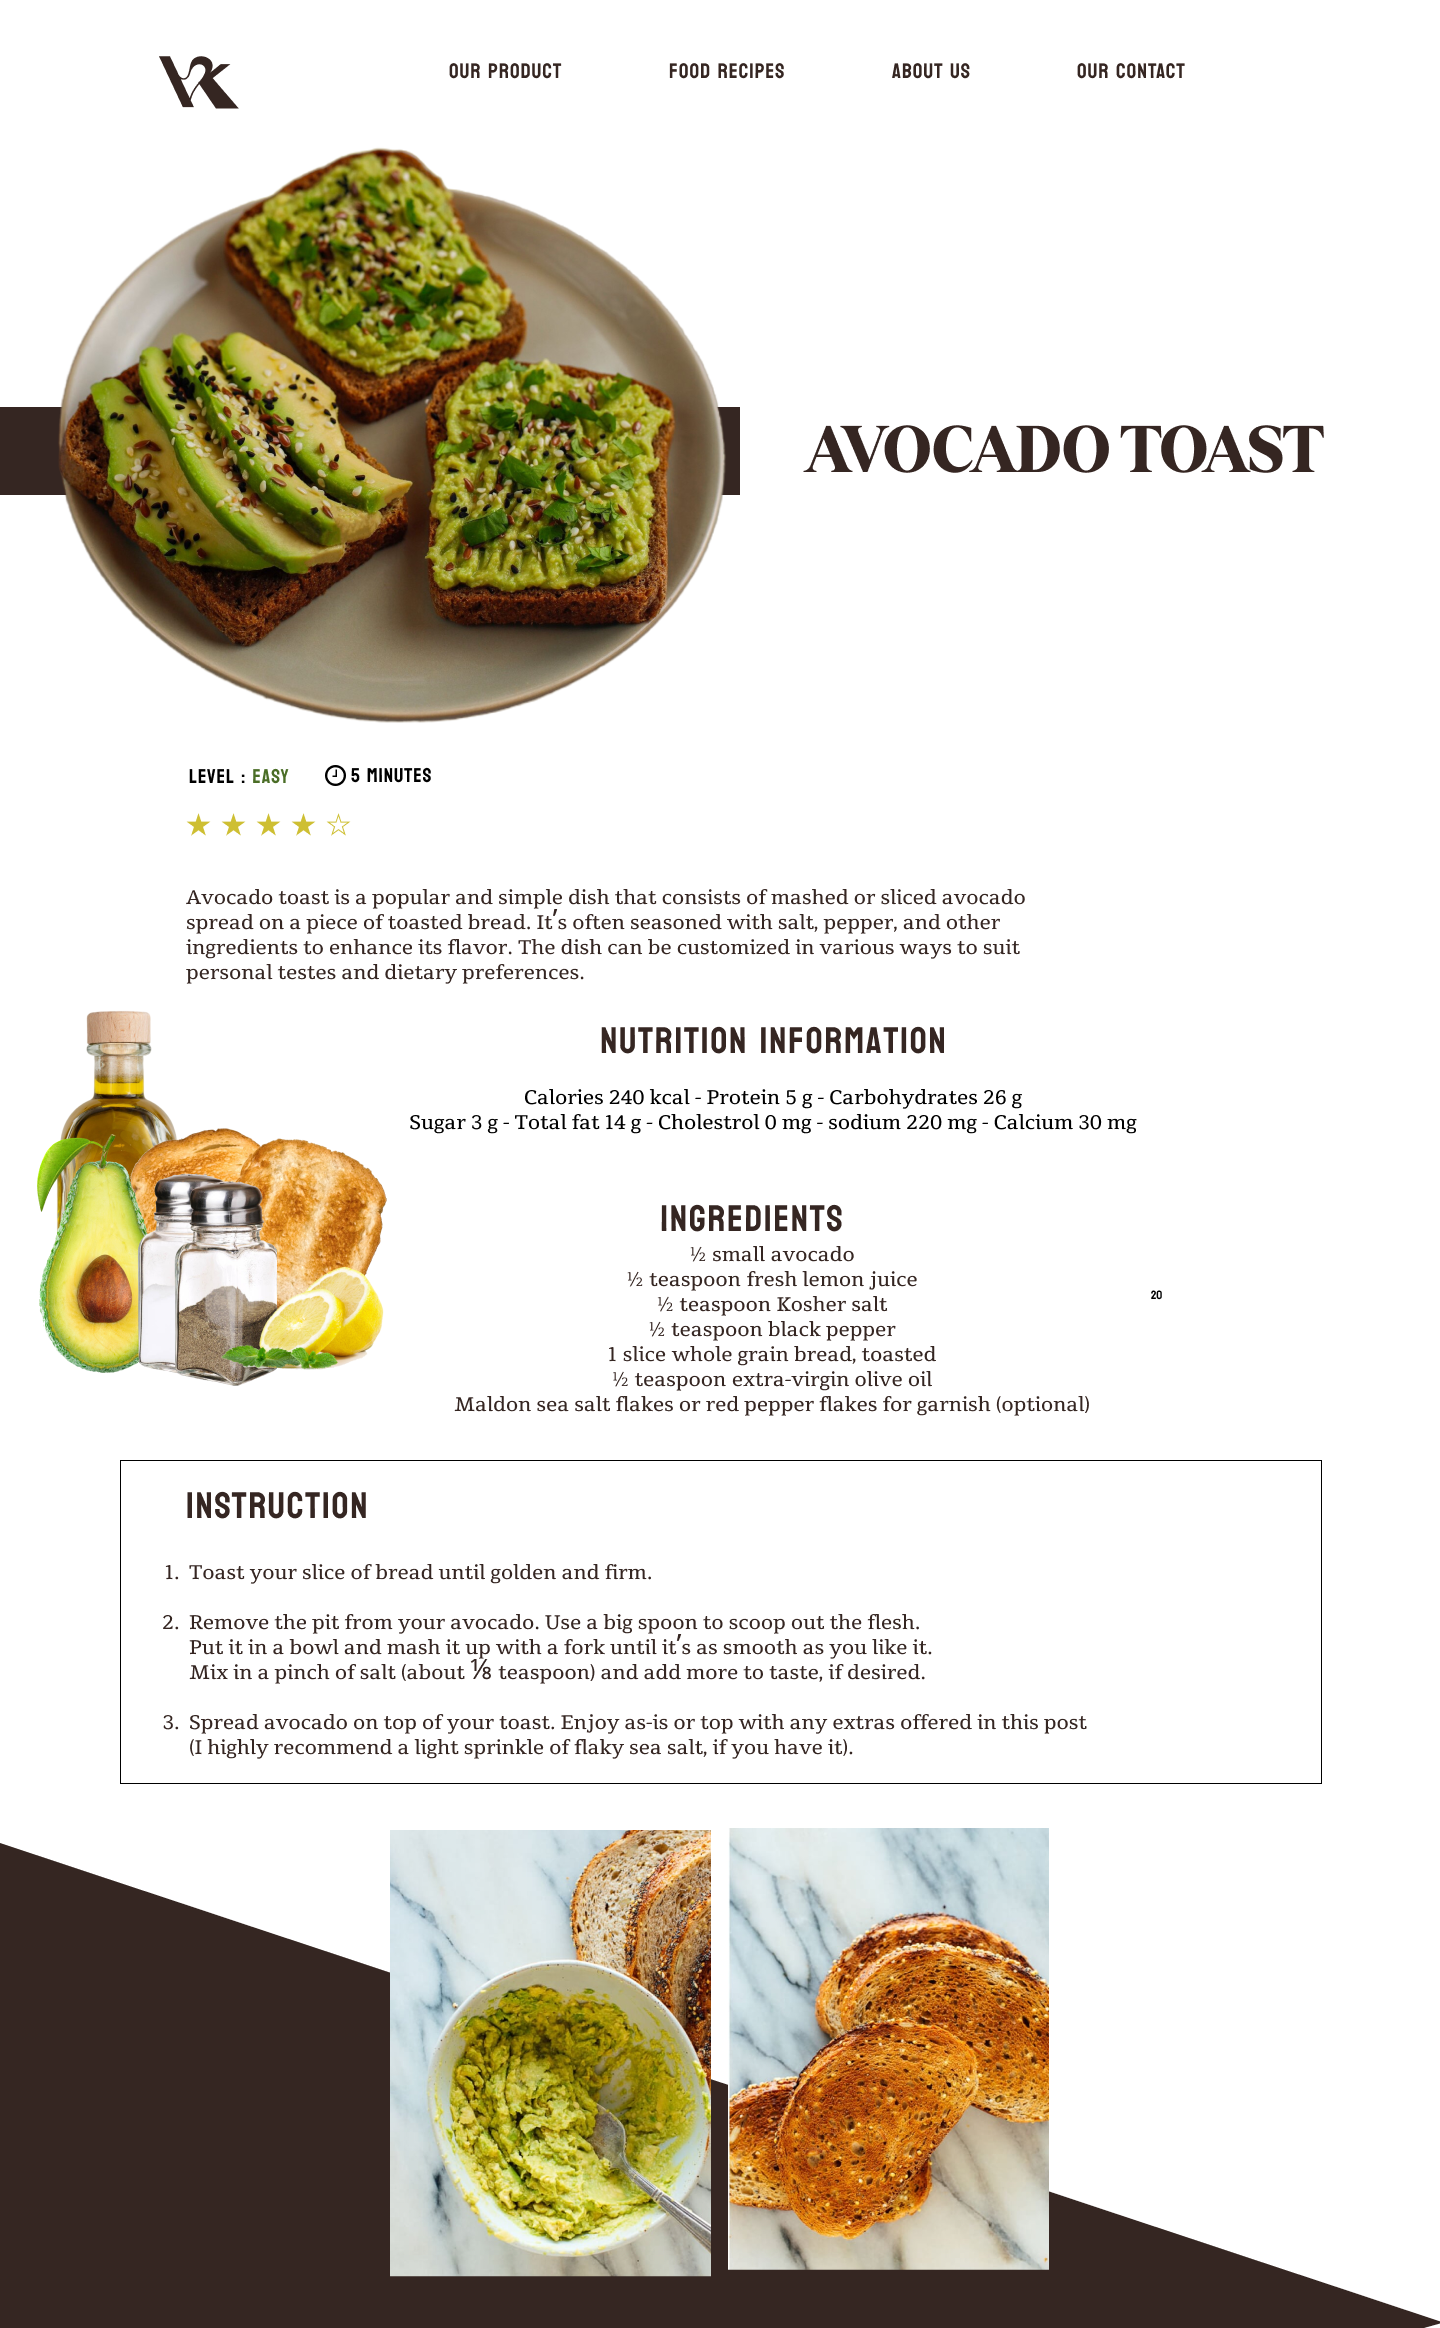 VK
OUR PRODUCT
FOOD RECIPES
ABOUT US
OUR CONTACT
AVOCADO TOAST
LEVEL : EASY
5 MINUTES
★ ★ ★ ★ ☆
Avocado toast is a popular and simple dish that consists of mashed or sliced avocado
spread on a piece of toasted bread. It's often seasoned with salt, pepper, and other
ingredients to enhance its flavor. The dish can be customized in various ways to suit
personal testes and dietary preferences.
NUTRITION INFORMATION
Calories 240 kcal - Protein 5 g - Carbohydrates 26 g
Sugar 3 g - Total fat 14 g - Cholestrol 0 mg - sodium 220 mg - Calcium 30 mg
INGREDIENTS
½ small avocado
½ teaspoon fresh lemon juice
½ teaspoon Kosher salt
½ teaspoon black pepper
1 slice whole grain bread, toasted
½ teaspoon extra-virgin olive oil
Maldon sea salt flakes or red pepper flakes for garnish (optional)
20
INSTRUCTION
1. Toast your slice of bread until golden and firm.
2. Remove the pit from your avocado. Use a big spoon to scoop out the flesh.
Put it in a bowl and mash it up with a fork until it's as smooth as you like it.
Mix in a pinch of salt (about ⅛ teaspoon) and add more to taste, if desired.
3. Spread avocado on top of your toast. Enjoy as-is or top with any extras offered in this post
(I highly recommend a light sprinkle of flaky sea salt, if you have it).